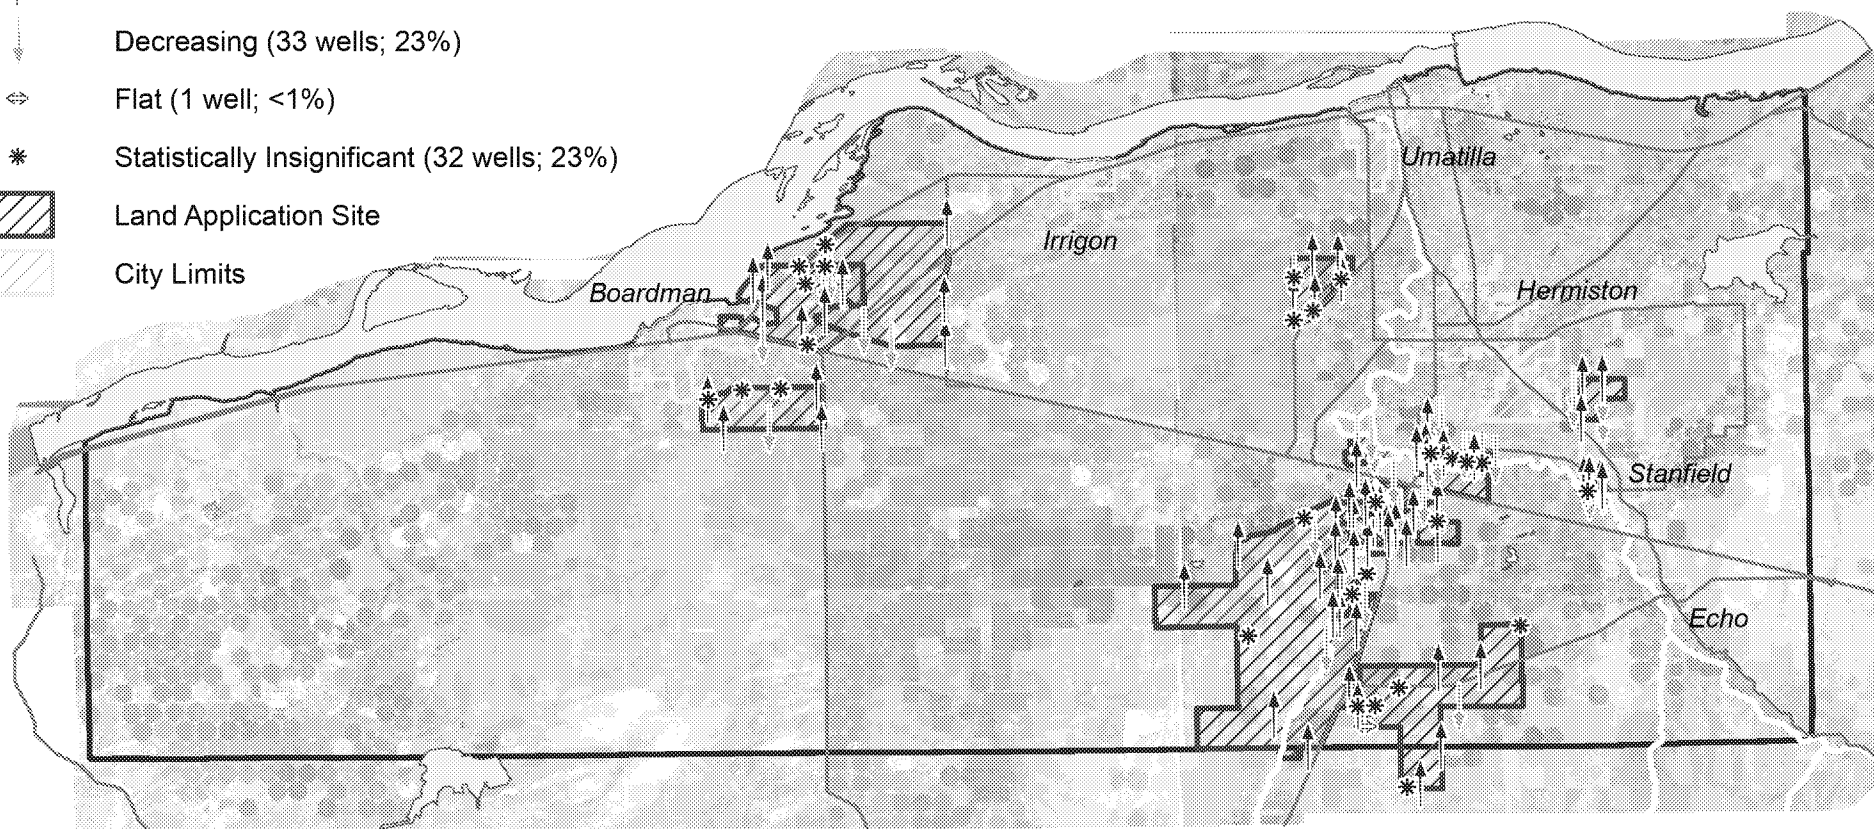 Decreasing (33 wells; 23%)
Flat (1 well; <1%)
Statistically Insignificant (32 wells; 23%)
Land Application Site
City Limits
Umatilla
Irrigon
Boardman
Hermiston
Stanfield
Echo